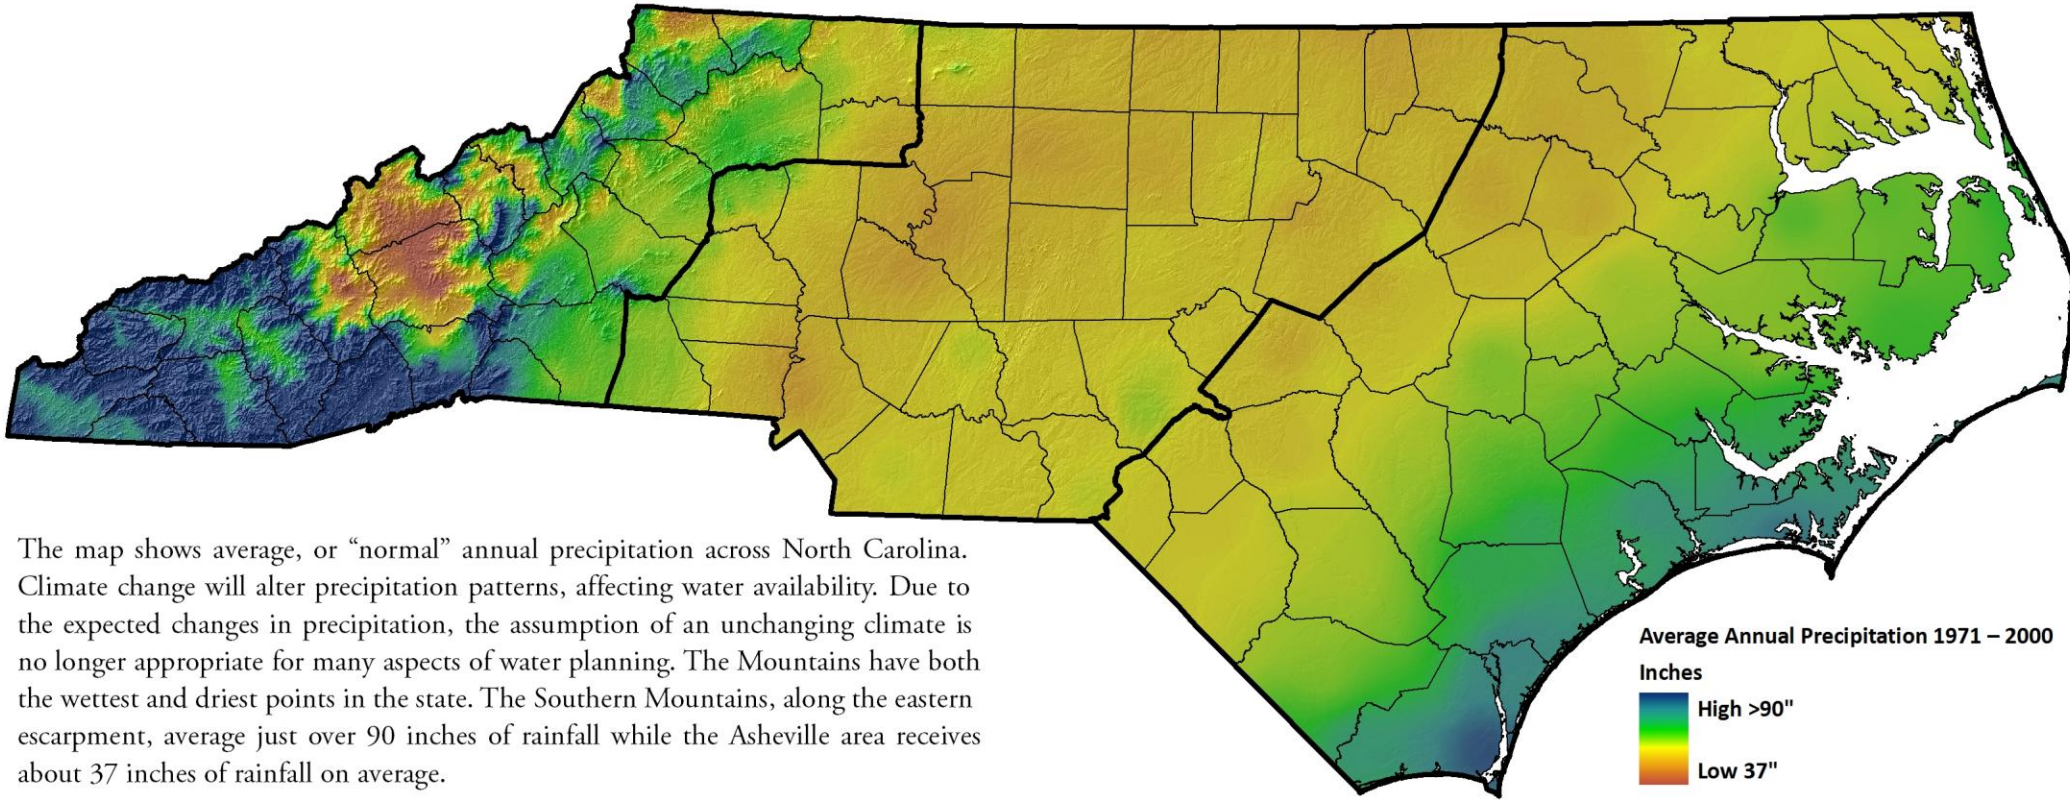 The map shows average, or “normal” annual precipitation across North Carolina.
Climate change will alter precipitation patterns, affecting water availability. Due to
the expected changes in precipitation, the assumption of an unchanging climate is
no longer appropriate for many aspects of water planning. The Mountains have both
the wettest and driest points in the state. The Southern Mountains, along the eastern
escarpment, average just over 90 inches of rainfall while the Asheville area receives
about 37 inches of rainfall on average.
Average Annual Precipitation 1971 – 2000
Inches
High >90"
Low 37"